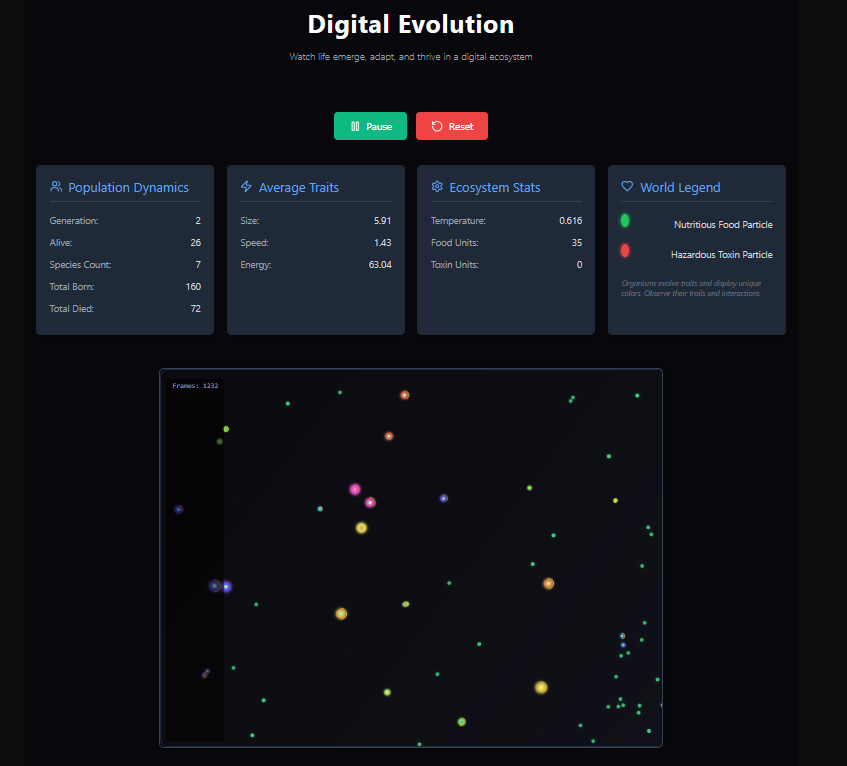 Digital Evolution
Watch life emerge, adapt, and thrive in a digital ecosystem
Pause
Reset
Population Dynamics
Generation: 2
Alive: 26
Species Count: 7
Total Born: 160
Total Died: 72
Average Traits
Size: 5.91
Speed: 1.43
Energy: 63.04
Ecosystem Stats
Temperature: 0.616
Food Units: 35
Toxin Units: 0
World Legend
Nutritious Food Particle
Hazardous Toxin Particle
Organisms evolve traits and display unique
colors. Observe their trails and interactions.
Frames: 1232